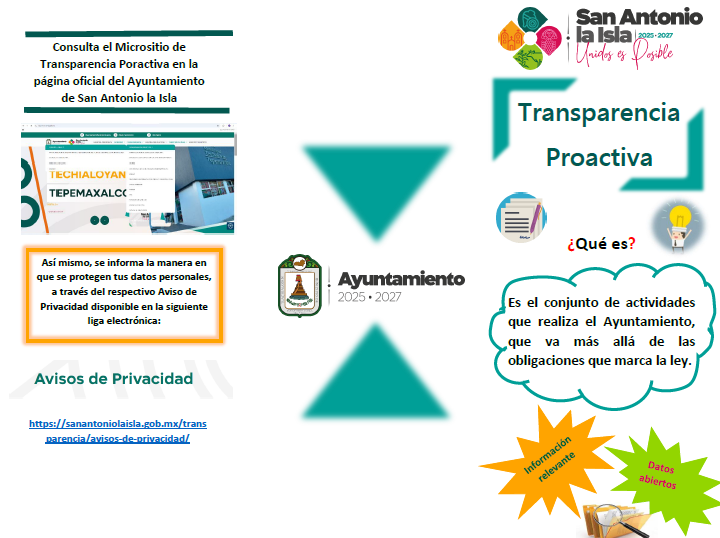 Consulta el Micrositio de
Transparencia Poractiva en la
página oficial del Ayuntamiento
de San Antonio la Isla
TECHIALOYAN
TEPEMAXALCO
Así mismo, se informa la manera en
que se protegen tus datos personales,
a través del respectivo Aviso de
Privacidad disponible en la siguiente
liga electrónica:
Avisos de Privacidad
https://sanantoniolaisla.gob.mx/trans
parencia/avisos-de-privacidad/
Ayuntamiento
2025 • 2027
San Antonio
la Isla 2025 • 2027
Unidos es Posible
Transparencia
Proactiva
¿Qué es?
Es el conjunto de actividades
que realiza el Ayuntamiento,
que va más allá de las
obligaciones que marca la ley.
Información
relevante
Datos
abiertos